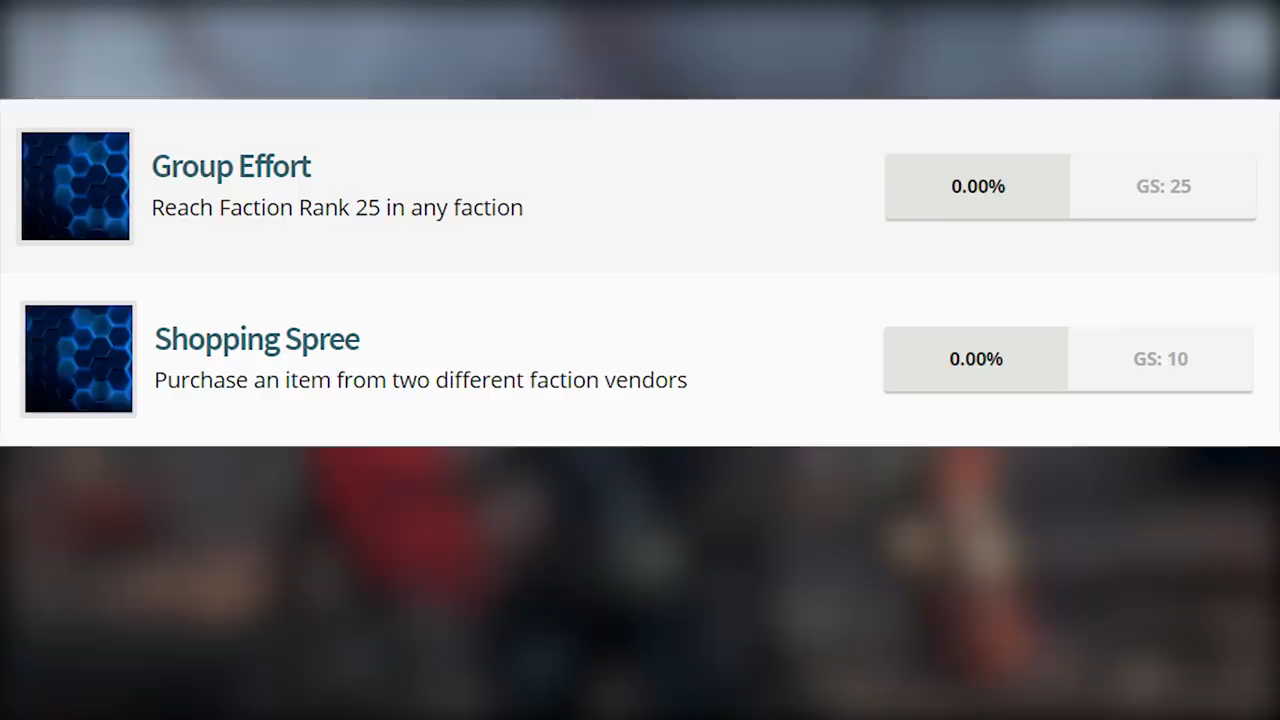 Group Effort
Reach Faction Rank 25 in any faction
0.00%
GS: 25
Shopping Spree
Purchase an item from two different faction vendors
0.00%
GS: 10